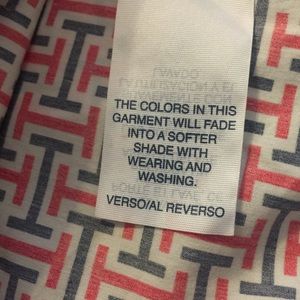 THE COLORS IN THIS
GARMENT WILL FADE
INTO A SOFTER
SHADE WITH
WEARING AND
WASHING.
VERSO/AL REVERSO